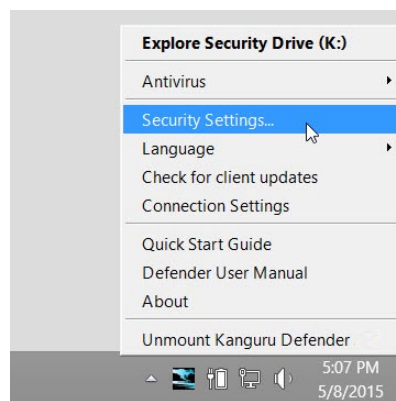 Explore Security Drive (K:)
Antivirus
Security Settings...
Language
Check for client updates
Connection Settings
Quick Start Guide
Defender User Manual
About
Unmount Kanguru Defender
5:07 PM
5/8/2015